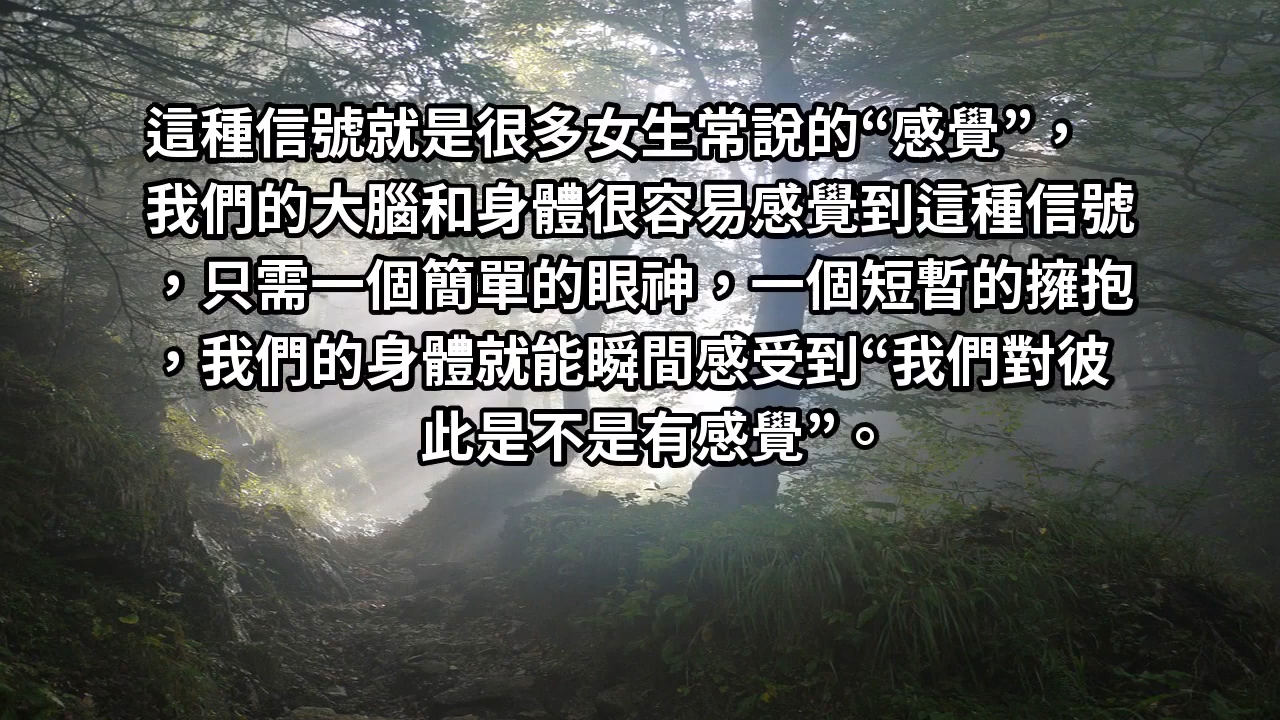 這種信號就是很多女生常說的“感覺”，
我們的大腦和身體很容易感覺到這種信號
，只需一個簡單的眼神，一個短暫的擁抱
，我們的身體就能瞬間感受到“我們對彼
此是不是有感覺”。